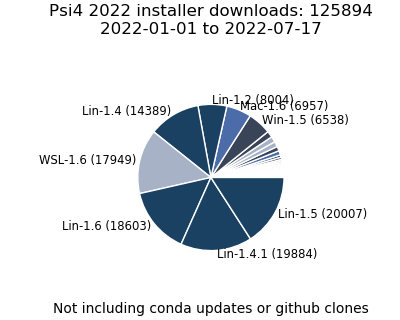 Psi4 2022 installer downloads: 125894
2022-01-01 to 2022-07-17
Lin-1.2 (8004)
Mac-1.6 (6957)
Lin-1.4 (14389)
Win-1.5 (6538)
WSL-1.6 (17949)
Lin-1.5 (20007)
Lin-1.6 (18603)
Lin-1.4.1 (19884)
Not including conda updates or github clones